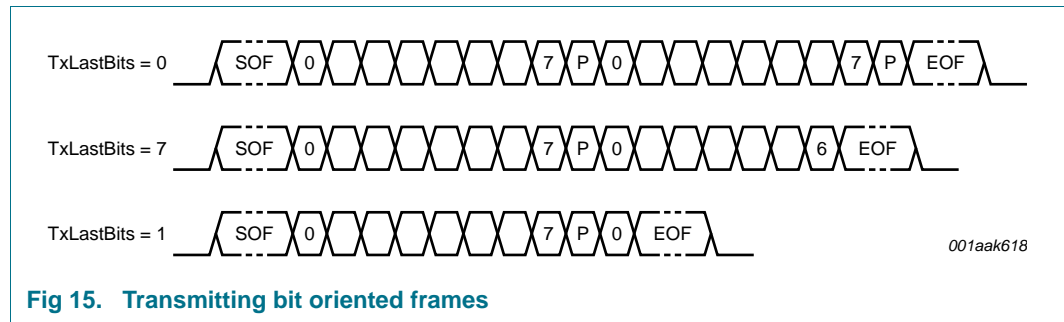 TxLastBits = 0 SOF 0 7 P 0 7 P EOF
TxLastBits = 7 SOF 0 7 P 0 6 EOF
TxLastBits = 1 SOF 0 7 P 0 EOF
001aak618
Fig 15. Transmitting bit oriented frames